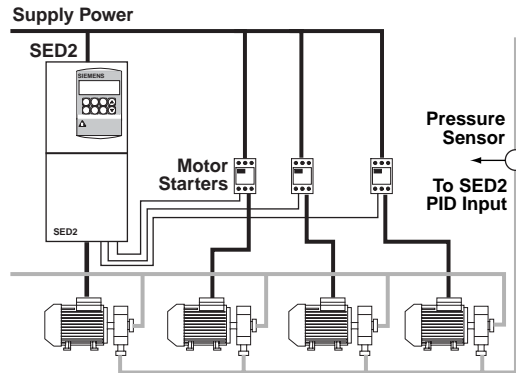 Supply Power
SED2
SIEMENS
Pressure
Sensor
Motor
Starters
To SED2
PID Input
SED2